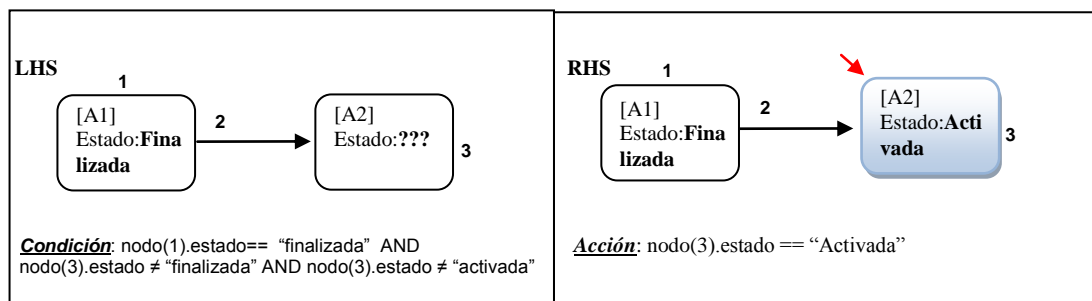 LHS
1
[A1]
Estado:Fina
lizada
2
[A2]
Estado:???
3
Condición: nodo(1).estado== “finalizada” AND
nodo(3).estado ≠ “finalizada” AND nodo(3).estado ≠ “activada”
RHS
1
[A1]
Estado:Fina
lizada
2
[A2]
Estado:Acti
vada
3
Acción: nodo(3).estado == “Activada”